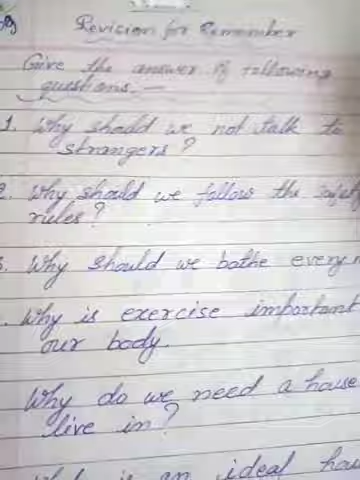 Revision for Remember
Give the answer of following
questions. —
1. Why should we not talk to
strangers?
2. Why should we follow the safety
rules?
. Why should we bathe every
. Why is exercise important
our body.
Why do we need a house
live in?
is an ideal hou